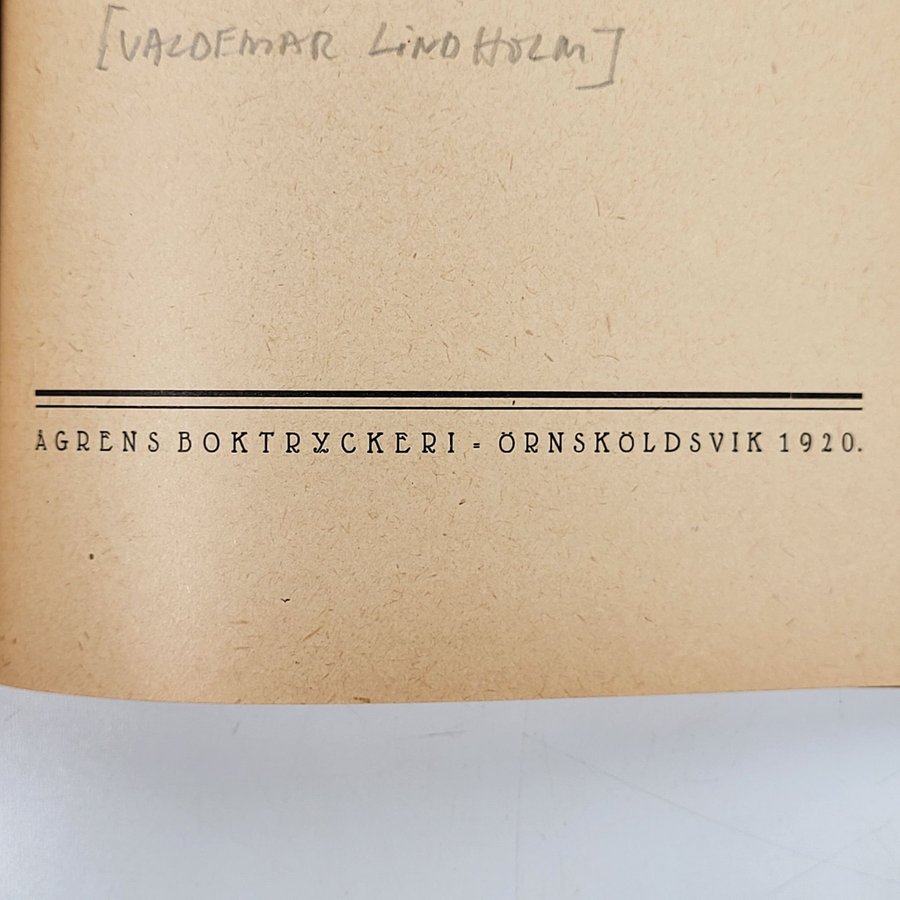 [VALDEMAR LINDHOLM]
ÅGRENS BOKTRYCKERI = ÖRNSKÖLDSVIK 1920.